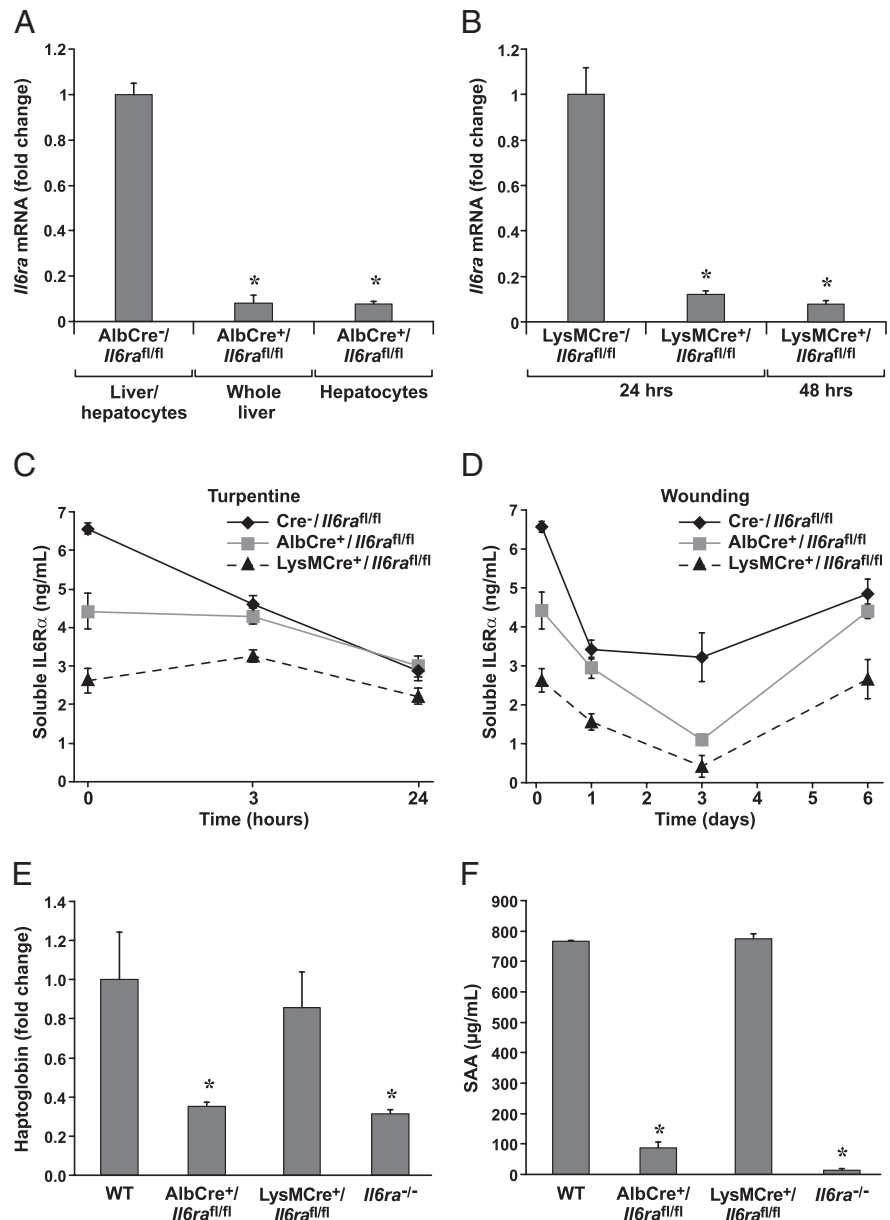 A
Il6ra mRNA (fold change)
1.2
1
0.8
0.6
0.4
0.2
0
*
*
AlbCre-/ AlbCre+/ AlbCre+/
Il6rafl/fl Il6rafl/fl Il6rafl/fl
Liver/ Whole Hepatocytes
hepatocytes liver
B
Il6ra mRNA (fold change)
1.2
1
0.8
0.6
0.4
0.2
0
*
*
LysMCre-/ LysMCre+/ LysMCre+/
Il6rafl/fl Il6rafl/fl Il6rafl/fl
24 hrs 48 hrs
C
Turpentine
Cre-/Il6rafl/fl
AlbCre+/Il6rafl/fl
LysMCre+/Il6rafl/fl
Soluble IL6Rα (ng/mL)
7
6
5
4
3
2
1
0
0 3 24
Time (hours)
D
Wounding
Cre-/Il6rafl/fl
AlbCre+/Il6rafl/fl
LysMCre+/Il6rafl/fl
Soluble IL6Rα (ng/mL)
7
6
5
4
3
2
1
0
0 1 2 3 4 5 6
Time (days)
E
Haptoglobin (fold change)
1.4
1.2
1.0
0.8
0.6
0.4
0.2
0.0
*
*
WT AlbCre+/ LysMCre+/ Il6ra-/-
Il6rafl/fl Il6rafl/fl
F
SAA (µg/mL)
900
800
700
600
500
400
300
200
100
0
*
*
WT AlbCre+/ LysMCre+/ Il6ra-/-
Il6rafl/fl Il6rafl/fl